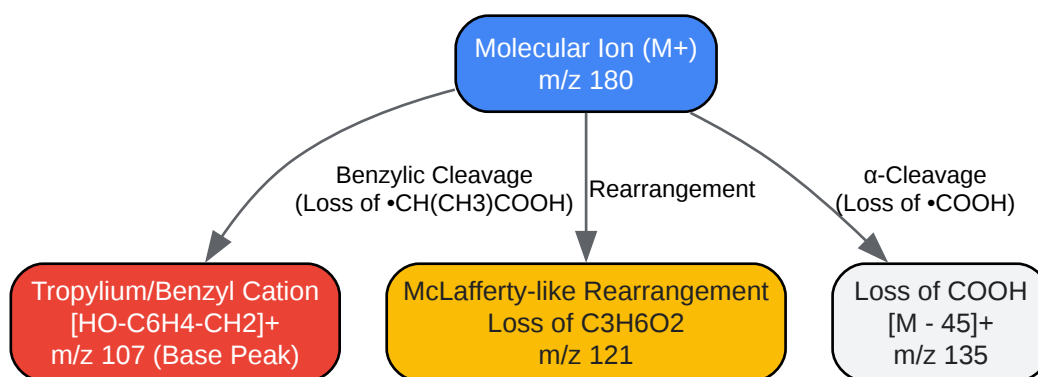 Molecular Ion (M+)
m/z 180
Benzylic Cleavage
(Loss of •CH(CH3)COOH)
Rearrangement
α-Cleavage
(Loss of •COOH)
Tropylium/Benzyl Cation
[HO-C6H4-CH2]+
m/z 107 (Base Peak)
McLafferty-like Rearrangement
Loss of C3H6O2
m/z 121
Loss of COOH
[M - 45]+
m/z 135